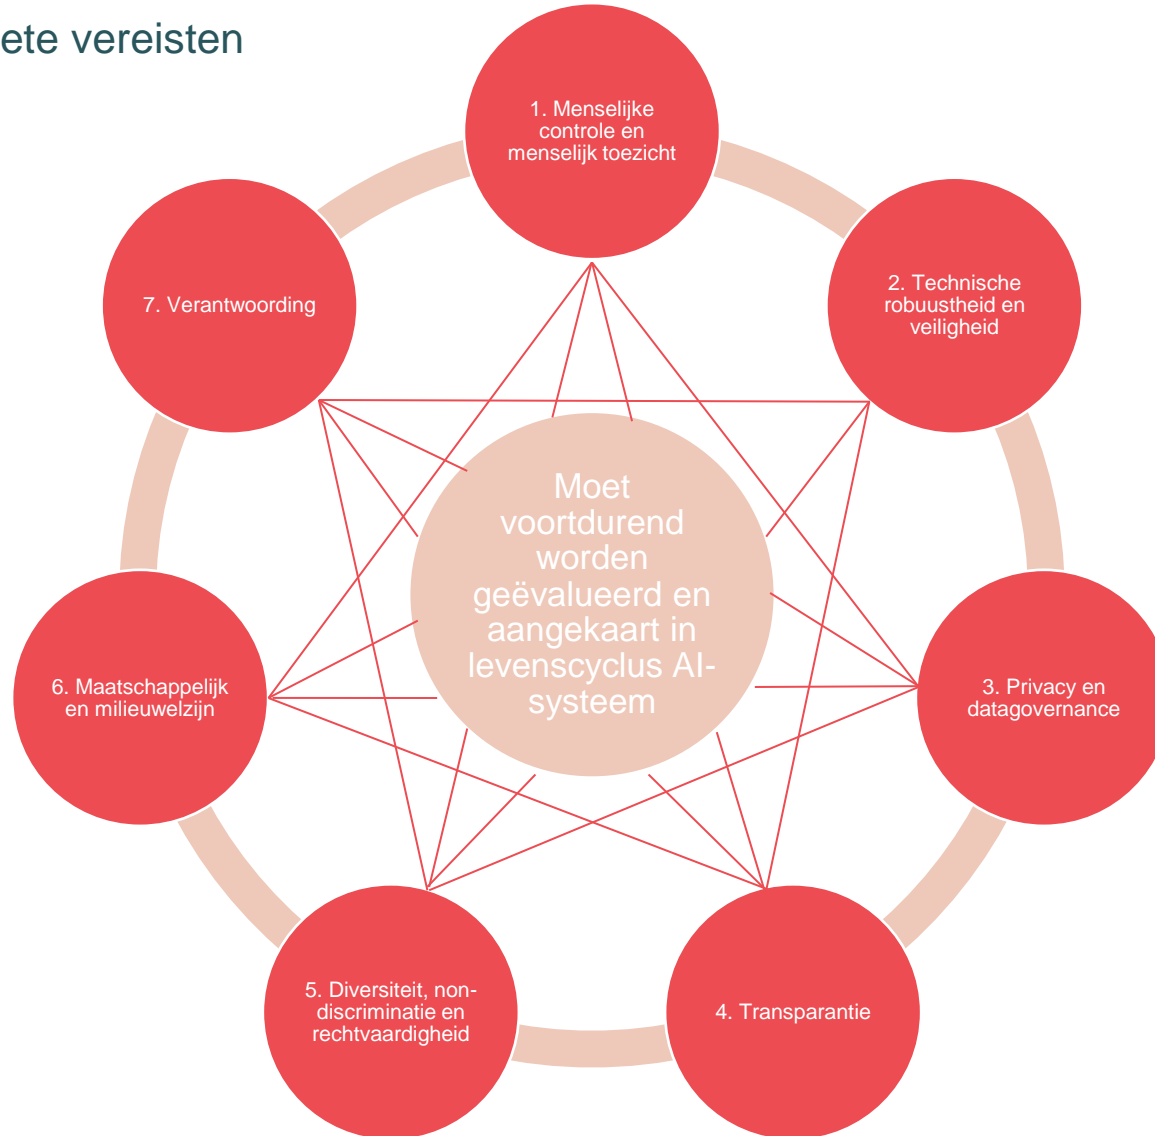 ete vereisten
1. Menselijke
controle en
menselijk toezicht
2. Technische
robuustheid en
veiligheid
3. Privacy en
datagovernance
4. Transparantie
5. Diversiteit, non-
discriminatie en
rechtvaardigheid
6. Maatschappelijk
en milieuwelzijn
7. Verantwoording
Moet
voortdurend
worden
geëvalueerd en
aangekaart in
levenscyclus AI-
systeem